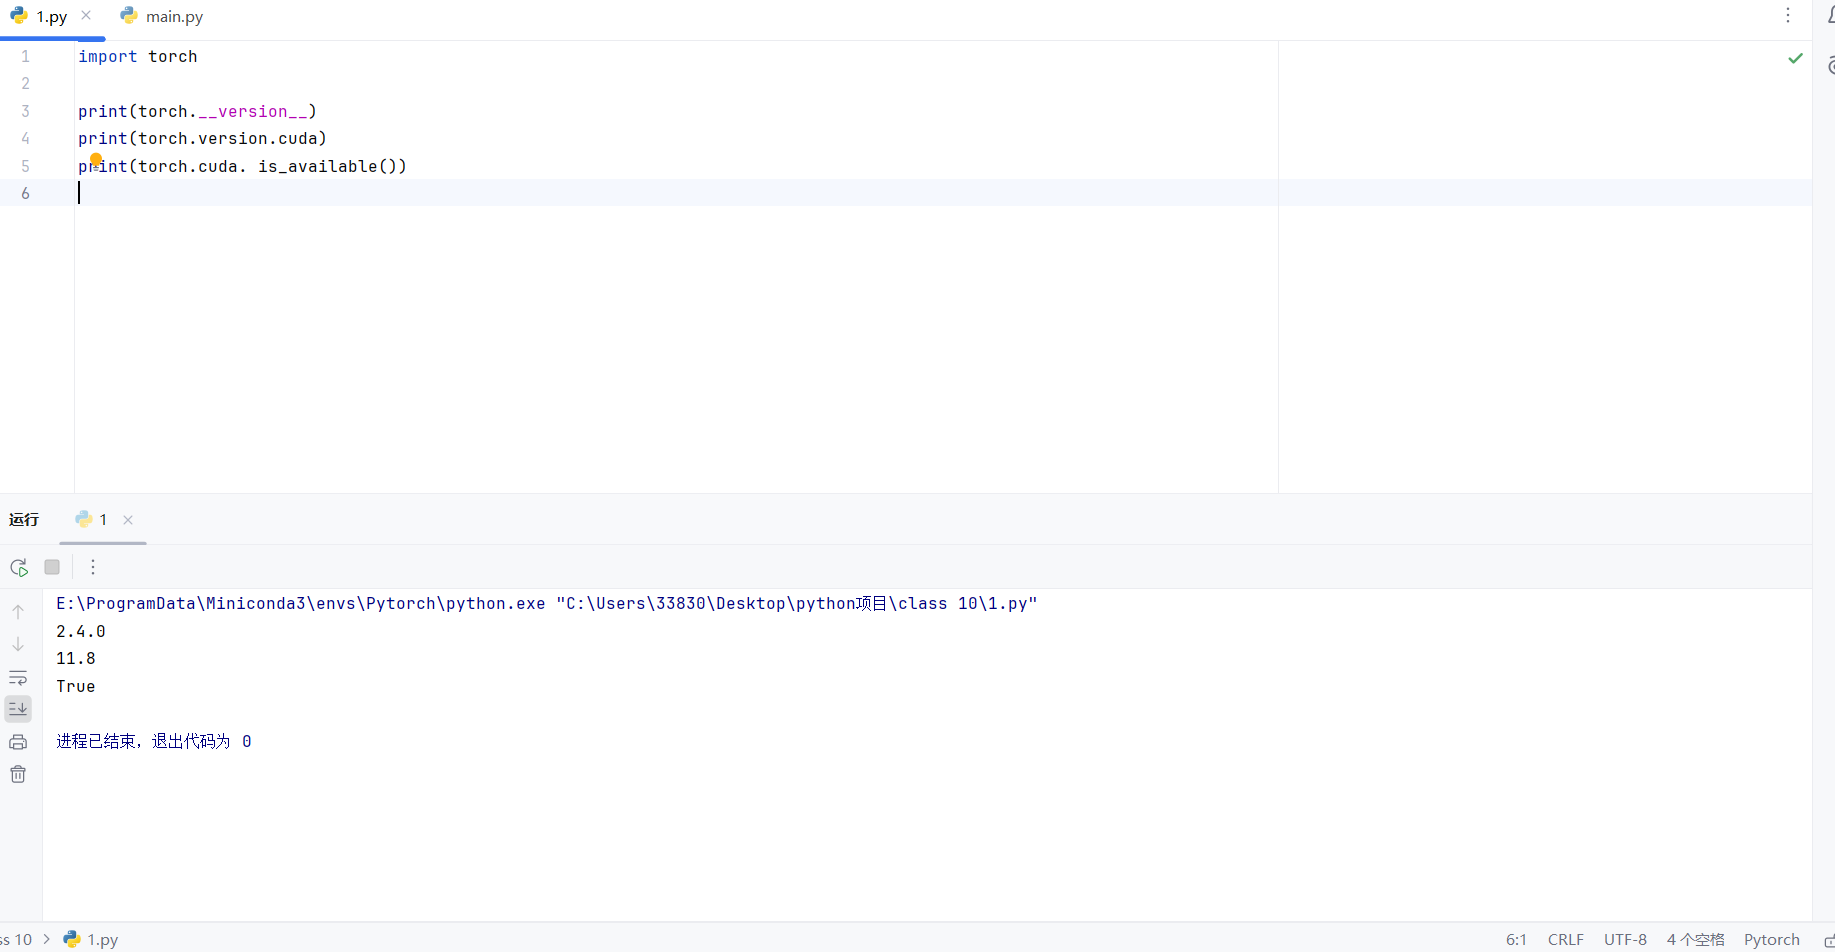 1.py
main.py
1 import torch
2
3 print(torch.__version__)
4 print(torch.version.cuda)
5 print(torch.cuda. is_available())
6
运行
1
E:\ProgramData\Miniconda3\envs\Pytorch\python.exe "C:\Users\33830\Desktop\python项目\class 10\1.py"
2.4.0
11.8
True
进程已结束，退出代码为 0
ss 10 1.py 6:1 CRLF UTF-8 4 个空格 Pytorch